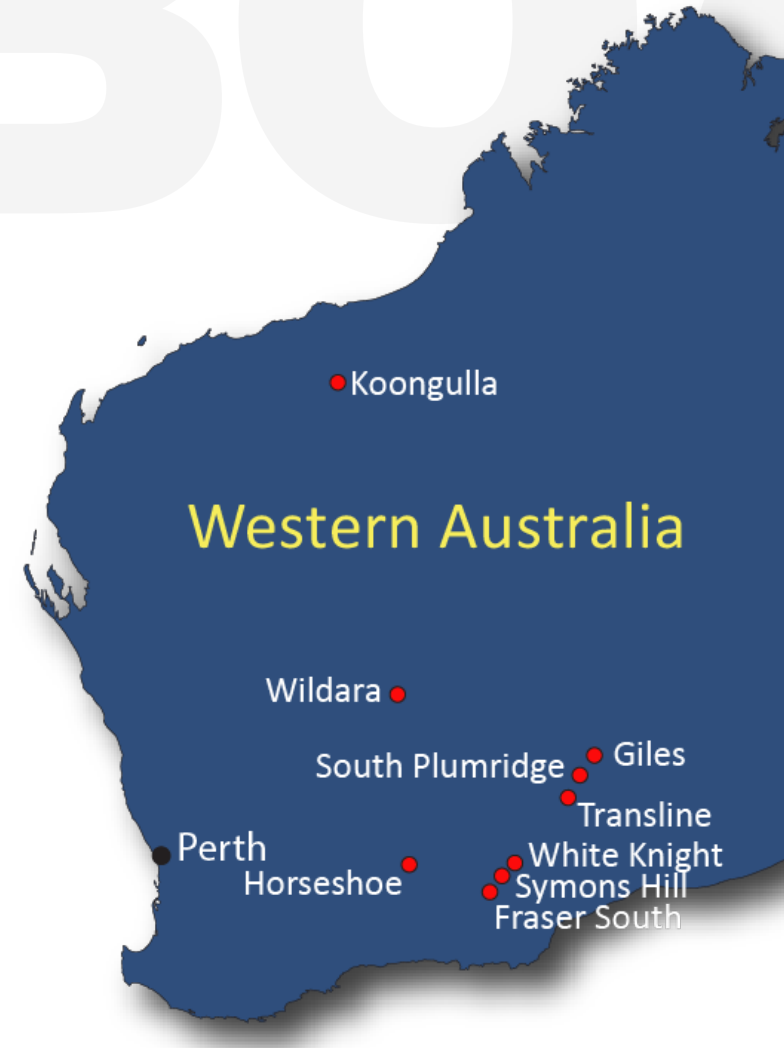 Koongulla
Western Australia
Wildara
Giles
South Plumridge
Transline
Perth
White Knight
Horseshoe
Symons Hill
Fraser South